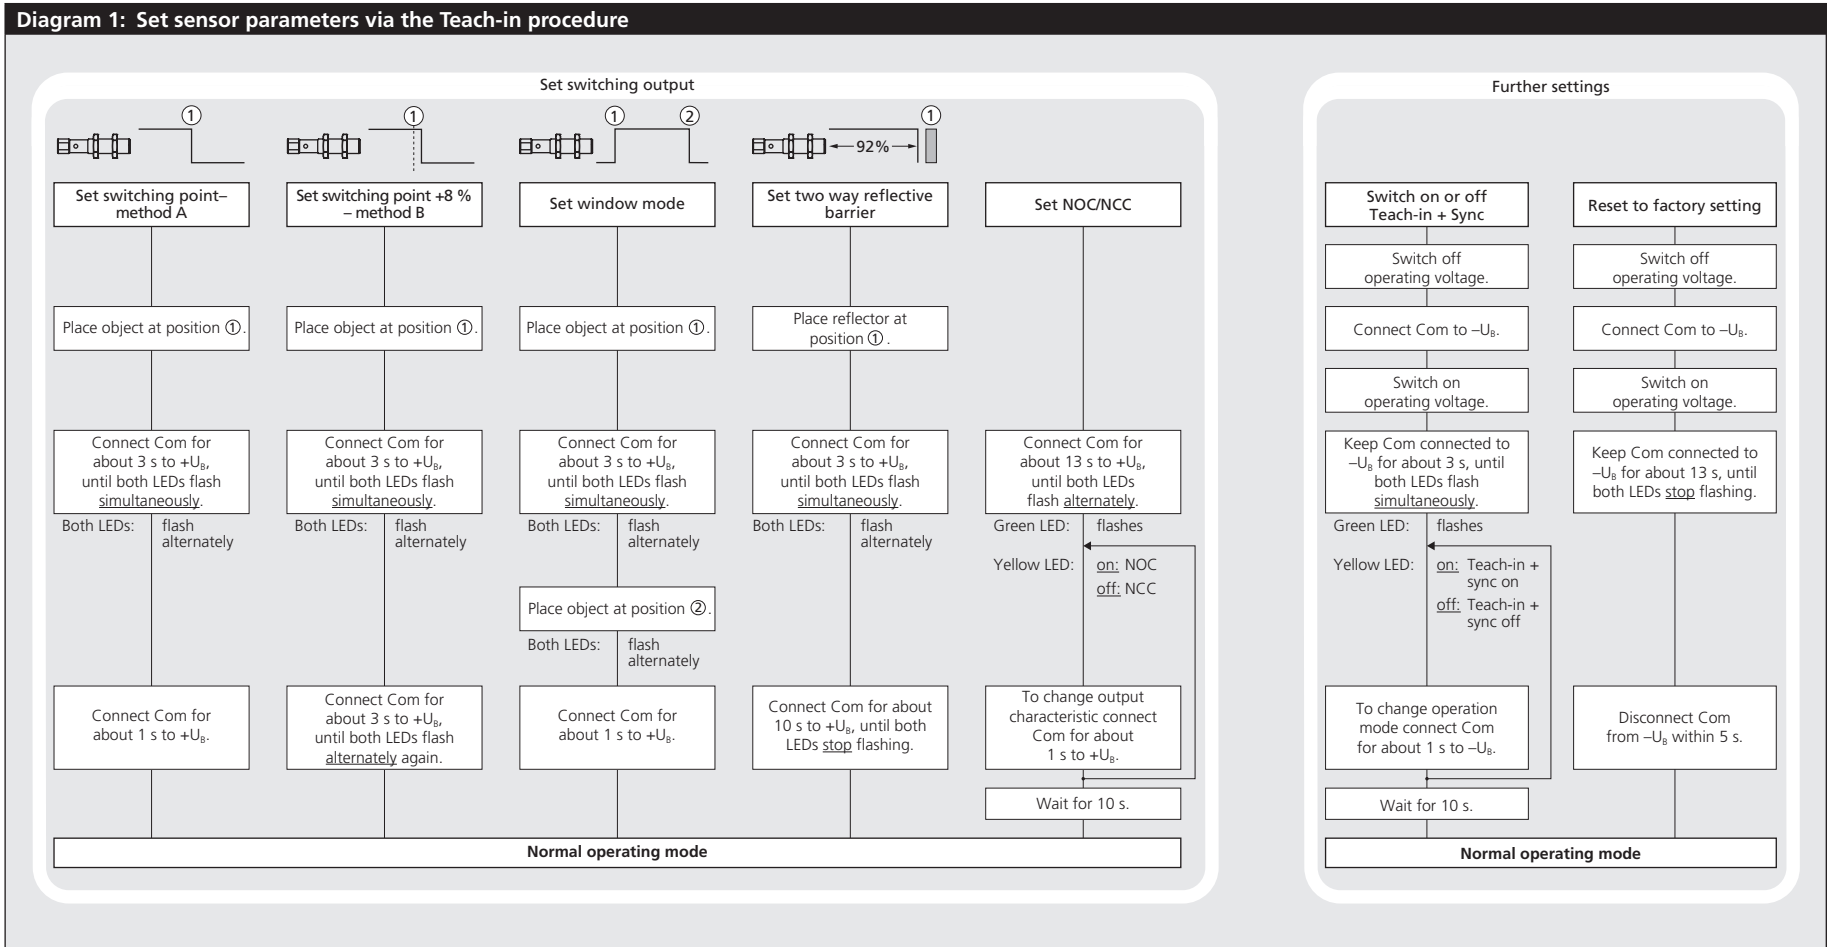 Diagram 1: Set sensor parameters via the Teach-in procedure
Set switching output
①
①
①
②
①
92%
Set switching point–
method A
Place object at position ①.
Connect Com for
about 3 s to +UB,
until both LEDs flash
simultaneously.
Both LEDs: flash
alternately
Connect Com for
about 1 s to +UB.
Set switching point +8 %
– method B
Place object at position ①.
Connect Com for
about 3 s to +UB,
until both LEDs flash
simultaneously.
Both LEDs: flash
alternately
Connect Com for
about 3 s to +UB,
until both LEDs flash
alternately again.
Set window mode
Place object at position ①.
Connect Com for
about 3 s to +UB,
until both LEDs flash
simultaneously.
Both LEDs: flash
alternately
Place object at position ②.
Both LEDs: flash
alternately
Connect Com for
about 1 s to +UB.
Set two way reflective
barrier
Place reflector at
position ①.
Connect Com for
about 3 s to +UB,
until both LEDs flash
simultaneously.
Both LEDs: flash
alternately
Connect Com for about
10 s to +UB, until both
LEDs stop flashing.
Set NOC/NCC
Connect Com for
about 13 s to +UB,
until both LEDs
flash alternately.
Green LED: flashes
Yellow LED: on: NOC
off: NCC
To change output
characteristic connect
Com for about
1 s to +UB.
Wait for 10 s.
Normal operating mode
Further settings
Switch on or off
Teach-in + Sync
Switch off
operating voltage.
Connect Com to –UB.
Switch on
operating voltage.
Keep Com connected to
–UB for about 3 s, until
both LEDs flash
simultaneously.
Green LED: flashes
Yellow LED: on: Teach-in +
sync on
off: Teach-in +
sync off
To change operation
mode connect Com
for about 1 s to –UB.
Wait for 10 s.
Reset to factory setting
Switch off
operating voltage.
Connect Com to –UB.
Switch on
operating voltage.
Keep Com connected to
–UB for about 13 s, until
both LEDs stop flashing.
Disconnect Com
from –UB within 5 s.
Normal operating mode